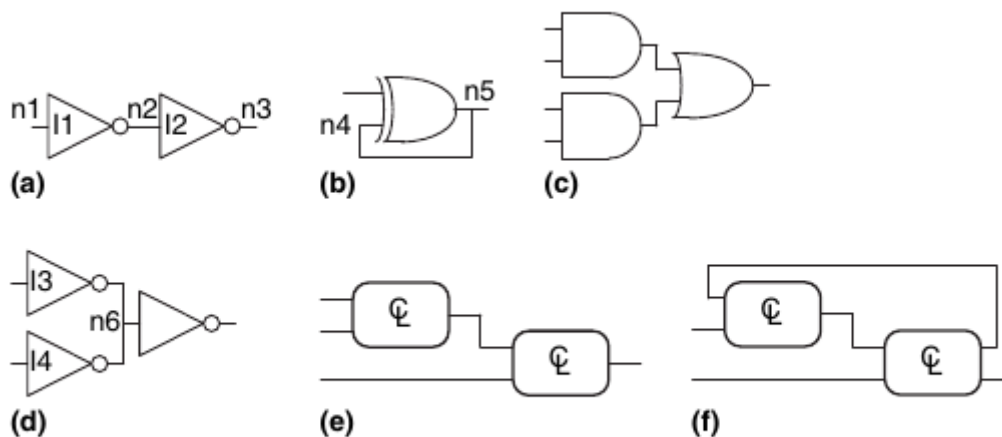 n1 I1 n2 I2 n3
n4 n5
(a) (b) (c)
I3
n6
I4
CL CL
CL CL
(d) (e) (f)